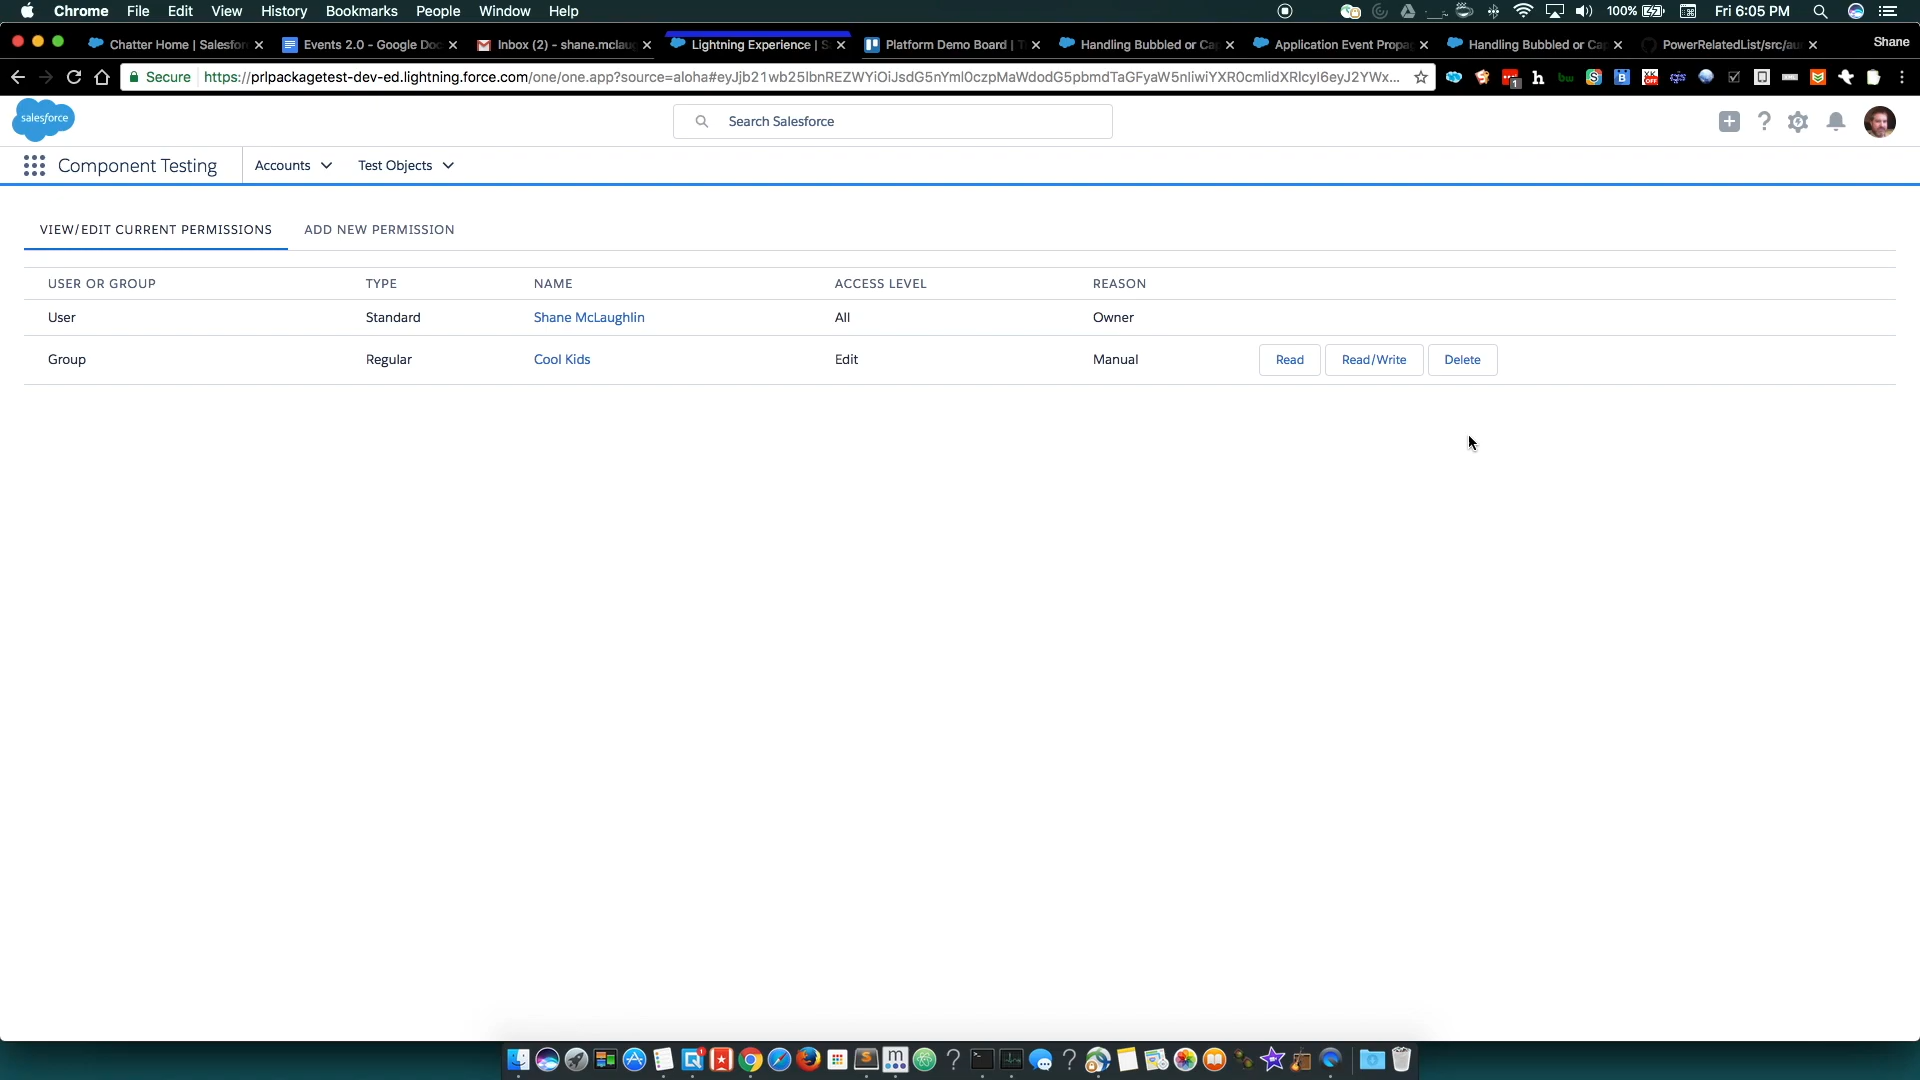 Chrome File Edit View History Bookmarks People Window Help 100% Fri 6:05 PM
Chatter Home | Salesfor Events 2.0 - Google Doc Inbox (2) - shane.mclau Lightning Experience | S Platform Demo Board | T Handling Bubbled or Ca Application Event Propa Handling Bubbled or Ca PowerRelatedList/src/au Shane
Secure https://prlpackagetest-dev-ed.lightning.force.com/one/one.app?source=aloha#
salesforce Search Salesforce
Component Testing Accounts Test Objects
VIEW/EDIT CURRENT PERMISSIONS ADD NEW PERMISSION
USER OR GROUP TYPE NAME ACCESS LEVEL REASON
User Standard Shane McLaughlin All Owner
Group Regular Cool Kids Edit Manual Read Read/Write Delete